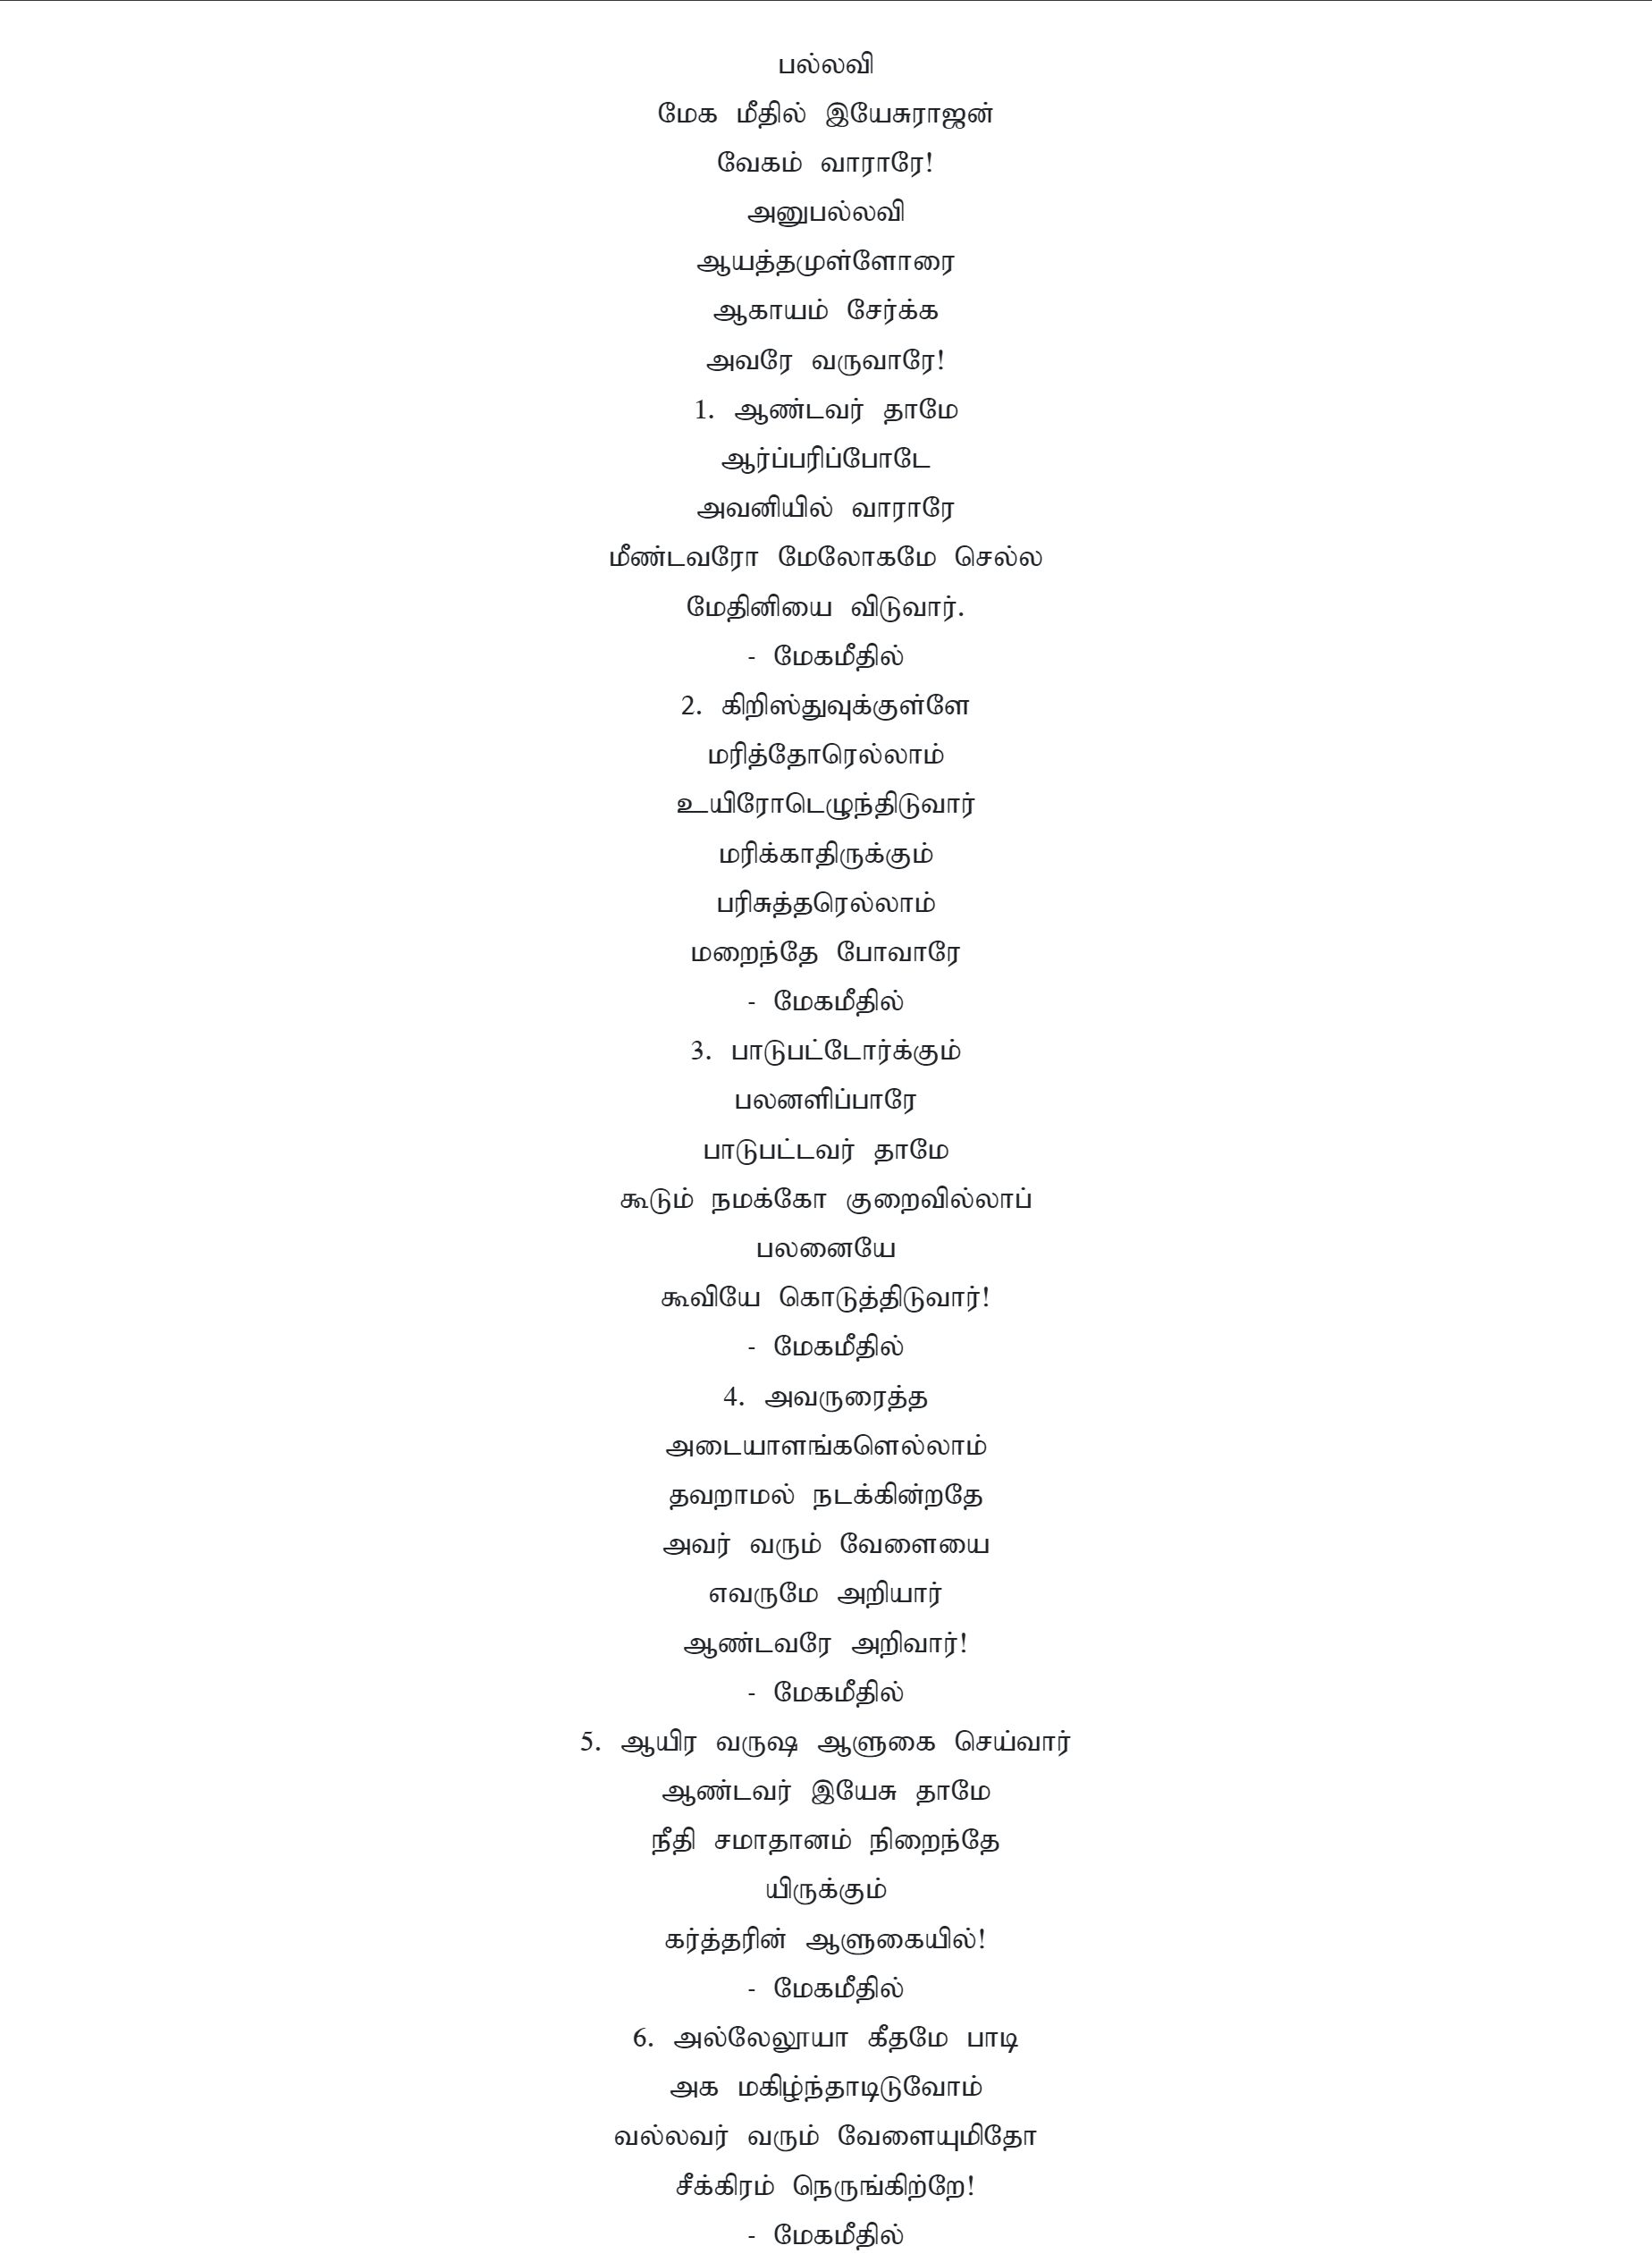 பல்லவி
மேக மீதில் இயேசுராஜன்
வேகம் வாராரே!
அனுபல்லவி
ஆயத்தமுள்ளோரை
ஆகாயம் சேர்க்க
அவரே வருவாரே!
1. ஆண்டவர் தாமே
ஆர்ப்பரிப்போடே
அவனியில் வாராரே
மீண்டவரோ மேலோகமே செல்ல
மேதினியை விடுவார்.
- மேகமீதில்
2. கிறிஸ்துவுக்குள்ளே
மரித்தோரெல்லாம்
உயிரோடெழுந்திடுவார்
மரிக்காதிருக்கும்
பரிசுத்தரெல்லாம்
மறைந்தே போவாரே
- மேகமீதில்
3. பாடுபட்டோர்க்கும்
பலனளிப்பாரே
பாடுபட்டவர் தாமே
கூடும் நமக்கோ குறைவில்லாப்
பலனையே
கூவியே கொடுத்திடுவார்!
- மேகமீதில்
4. அவருரைத்த
அடையாளங்களெல்லாம்
தவறாமல் நடக்கின்றதே
அவர் வரும் வேளையை
எவருமே அறியார்
ஆண்டவரே அறிவார்!
- மேகமீதில்
5. ஆயிர வருஷ ஆளுகை செய்வார்
ஆண்டவர் இயேசு தாமே
நீதி சமாதானம் நிறைந்தே
யிருக்கும்
கர்த்தரின் ஆளுகையில்!
- மேகமீதில்
6. அல்லேலூயா கீதமே பாடி
அக மகிழ்ந்தாடிடுவோம்
வல்லவர் வரும் வேளையுமிதோ
சீக்கிரம் நெருங்கிற்றே!
- மேகமீதில்